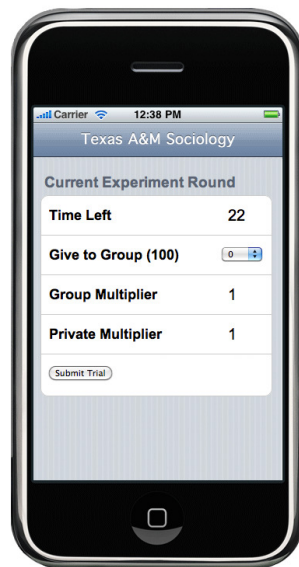 Carrier 12:38 PM
Texas A&M Sociology
Current Experiment Round
Time Left 22
Give to Group (100) 0
Group Multiplier 1
Private Multiplier 1
Submit Trial